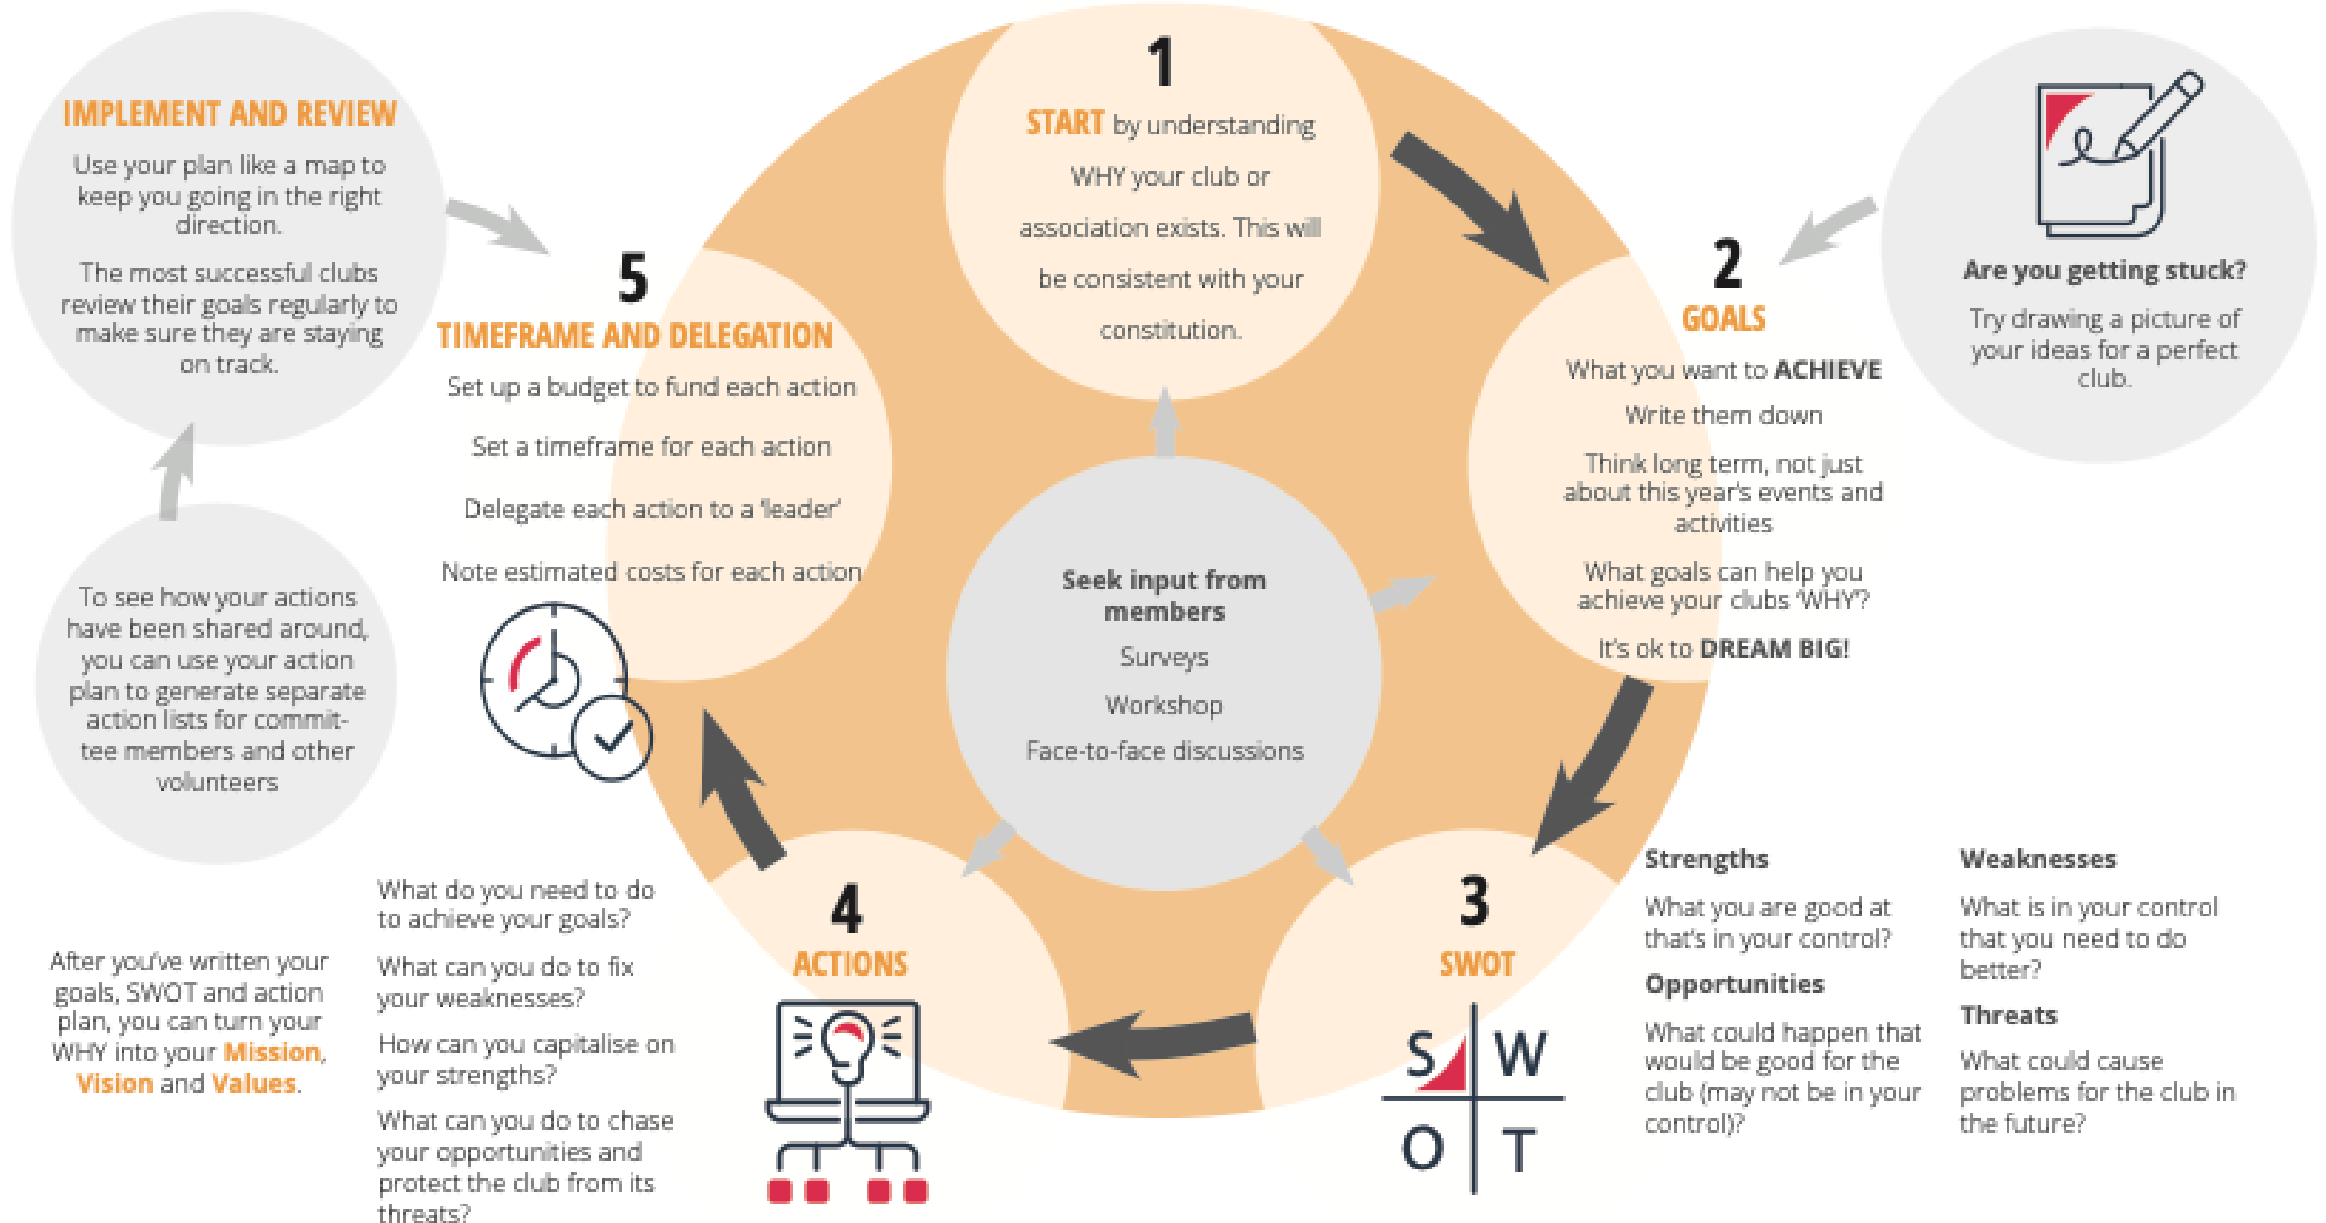 1
START by understanding
WHY your club or
association exists. This will
be consistent with your
constitution.
2
GOALS
What you want to ACHIEVE
Write them down
Think long term, not just
about this year's events and
activities
What goals can help you
achieve your clubs ‘WHY’?
It's ok to DREAM BIG!
Are you getting stuck?
Try drawing a picture of
your ideas for a perfect
club.
3
SWOT
S W
O T
Strengths
What you are good at
that's in your control?
Opportunities
What could happen that
would be good for the
club (may not be in your
control)?
Weaknesses
What is in your control
that you need to do
better?
Threats
What could cause
problems for the club in
the future?
4
ACTIONS
What do you need to do
to achieve your goals?
What can you do to fix
your weaknesses?
How can you capitalise on
your strengths?
What can you do to chase
your opportunities and
protect the club from its
threats?
5
TIMEFRAME AND DELEGATION
Set up a budget to fund each action
Set a timeframe for each action
Delegate each action to a ‘leader’
Note estimated costs for each action
Seek input from
members
Surveys
Workshop
Face-to-face discussions
IMPLEMENT AND REVIEW
Use your plan like a map to
keep you going in the right
direction.
The most successful clubs
review their goals regularly to
make sure they are staying
on track.
To see how your actions
have been shared around,
you can use your action
plan to generate separate
action lists for commit-
tee members and other
volunteers
After you've written your
goals, SWOT and action
plan, you can turn your
WHY into your Mission,
Vision and Values.